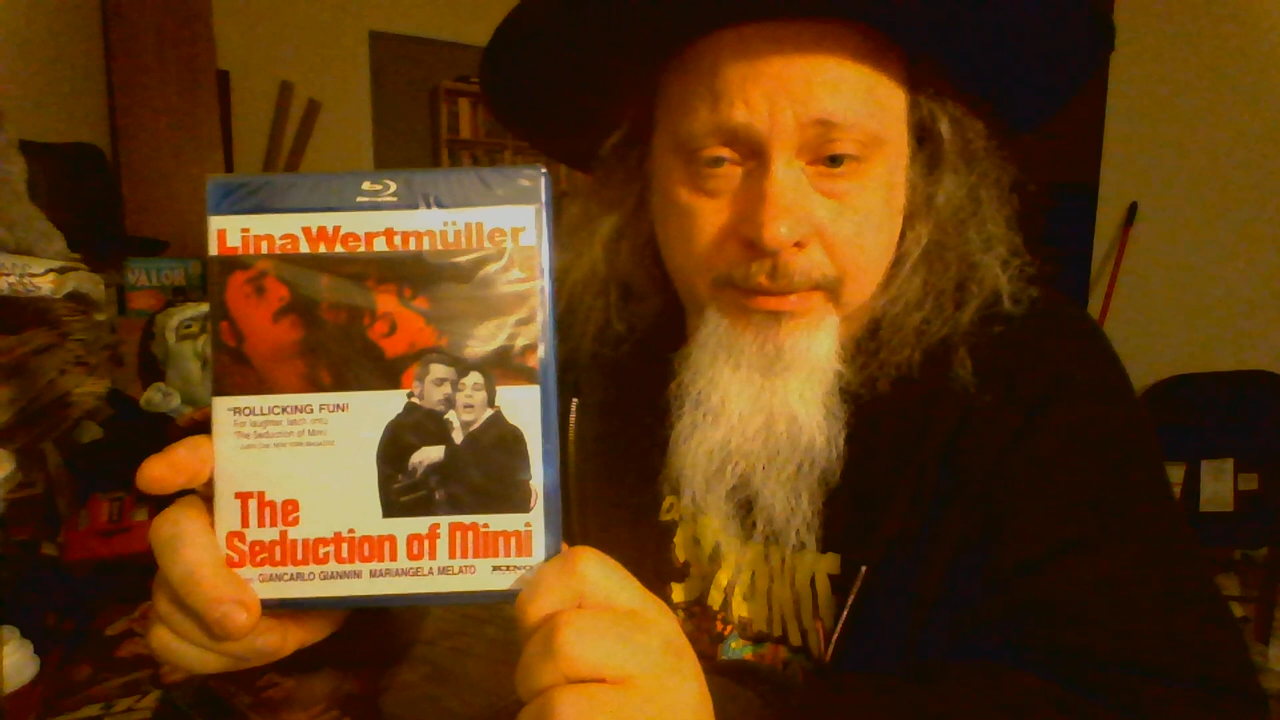 VALOR
Lina Wertmüller
"ROLLICKING FUN!
For laughter, latch onto
'The Seduction of Mimi
The
Seduction of Mimi
GIANCARLO GIANNINI MARIANGELA MELATO
KINO